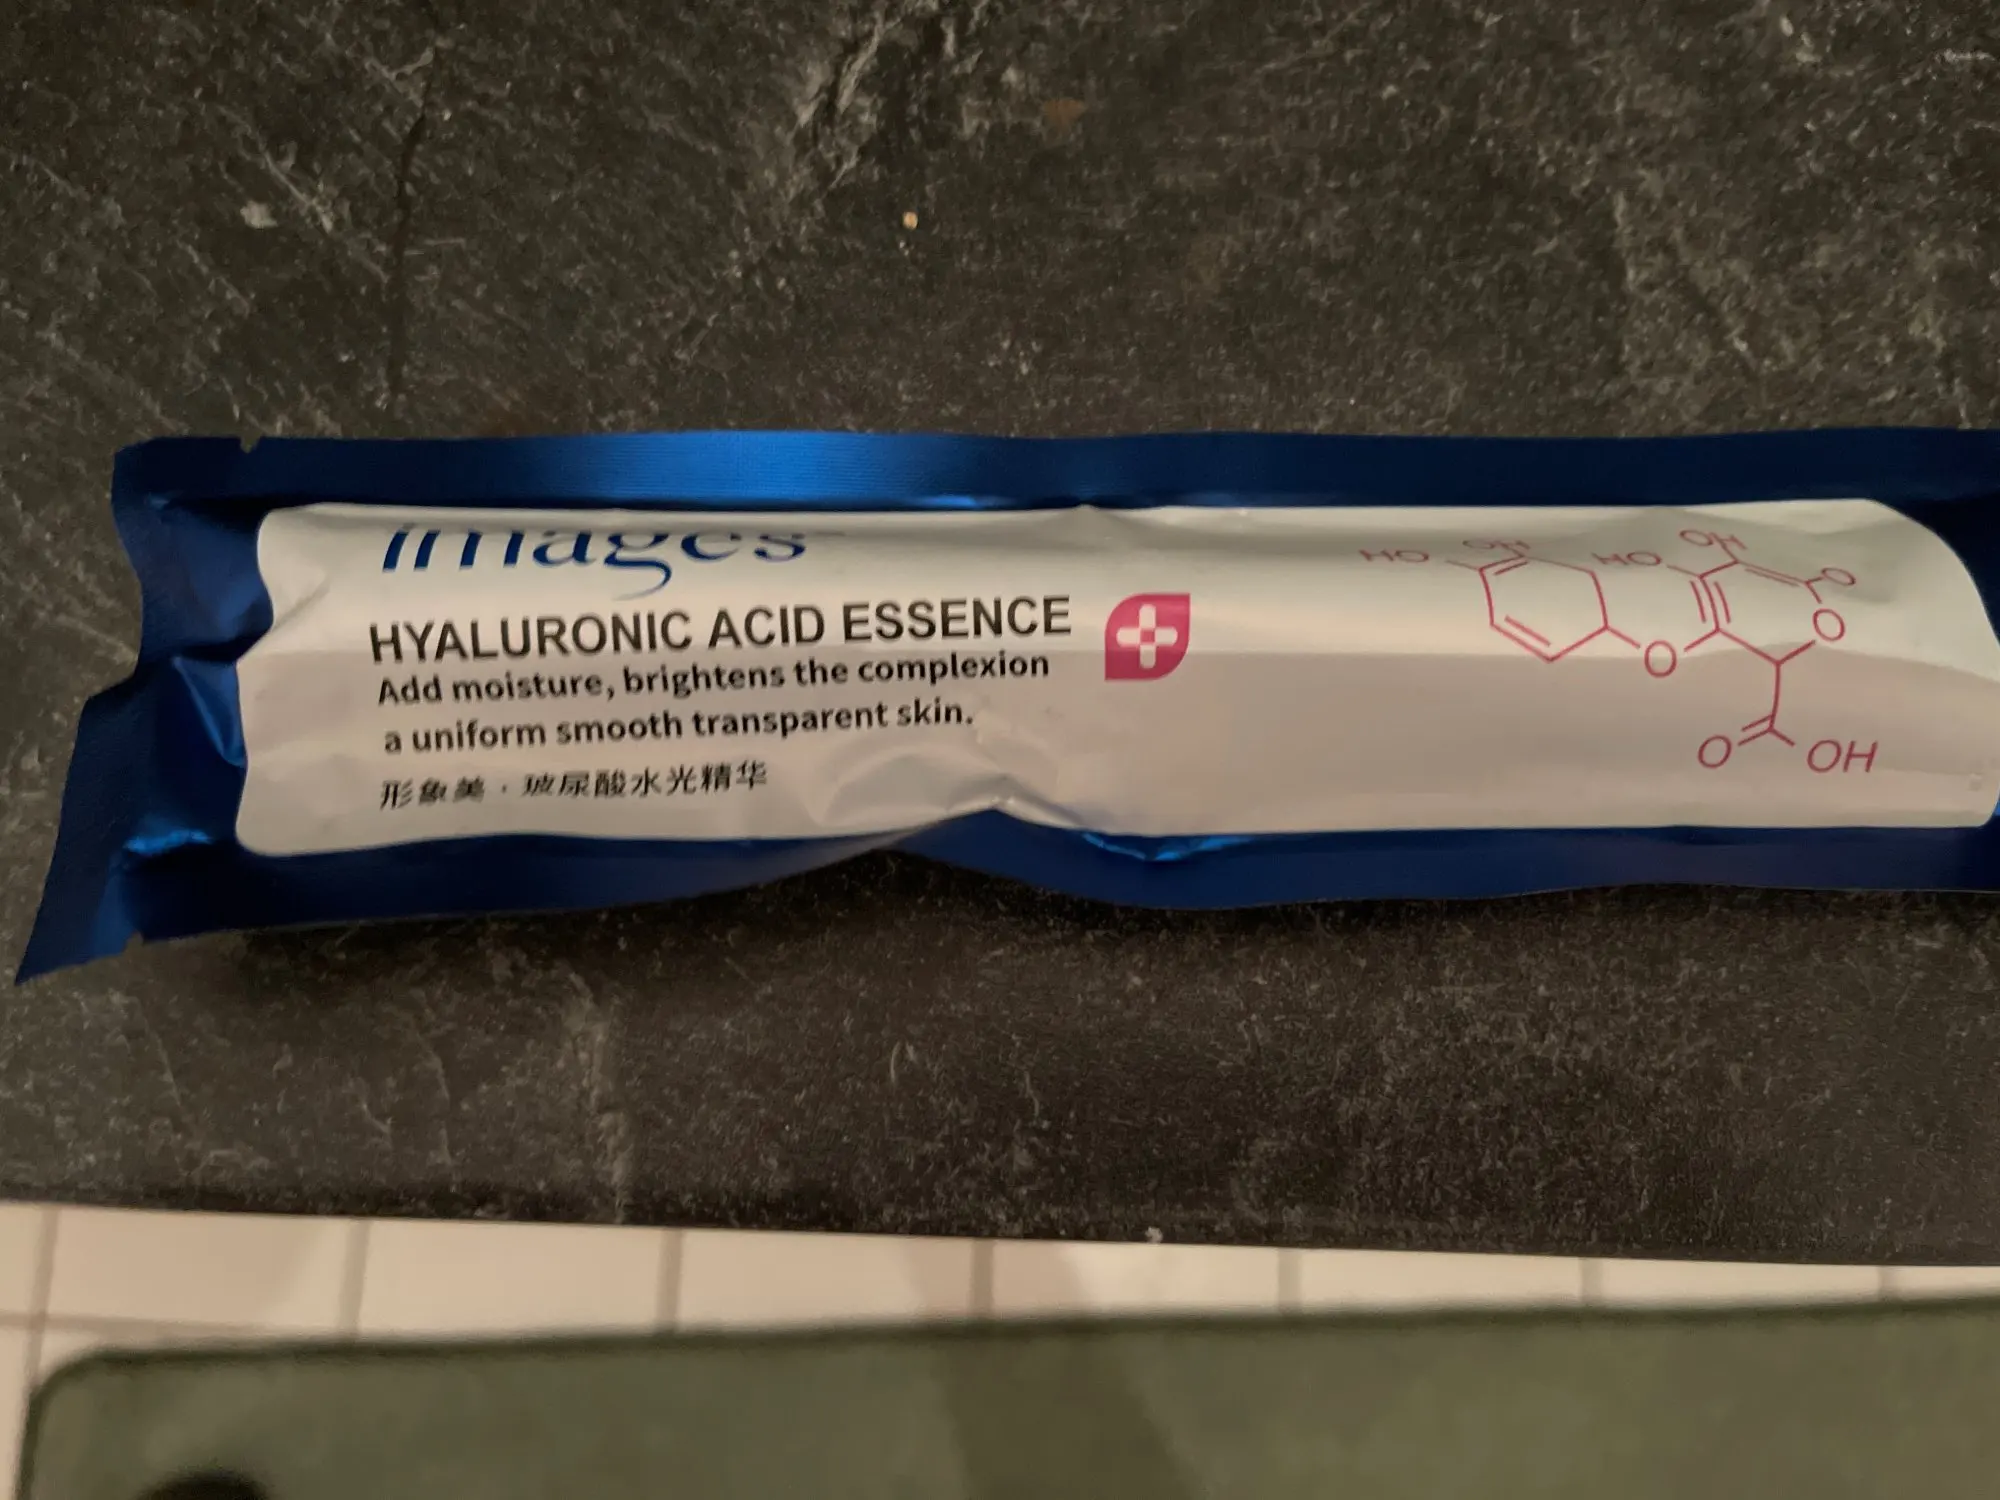 images
HYALURONIC ACID ESSENCE
Add moisture, brightens the complexion
a uniform smooth transparent skin.
形象美·玻尿酸水光精华
HO OH HO OH O
O O
O OH